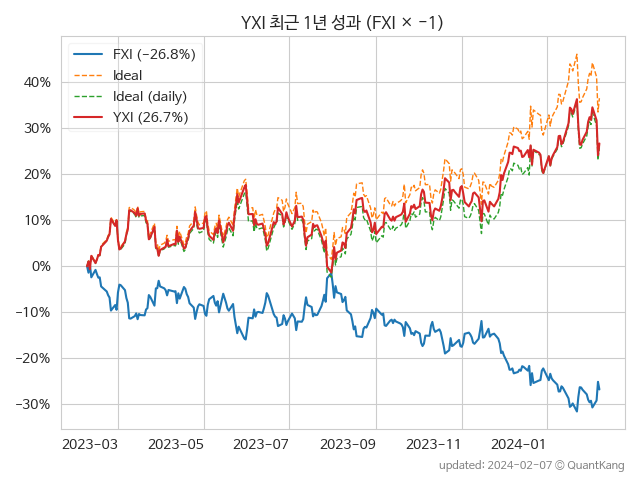 YXI 최근 1년 성과 (FXI × -1)
FXI (-26.8%)
Ideal
Ideal (daily)
YXI (26.7%)
40%
30%
20%
10%
0%
-10%
-20%
-30%
2023-03 2023-05 2023-07 2023-09 2023-11 2024-01
updated: 2024-02-07 © QuantKang